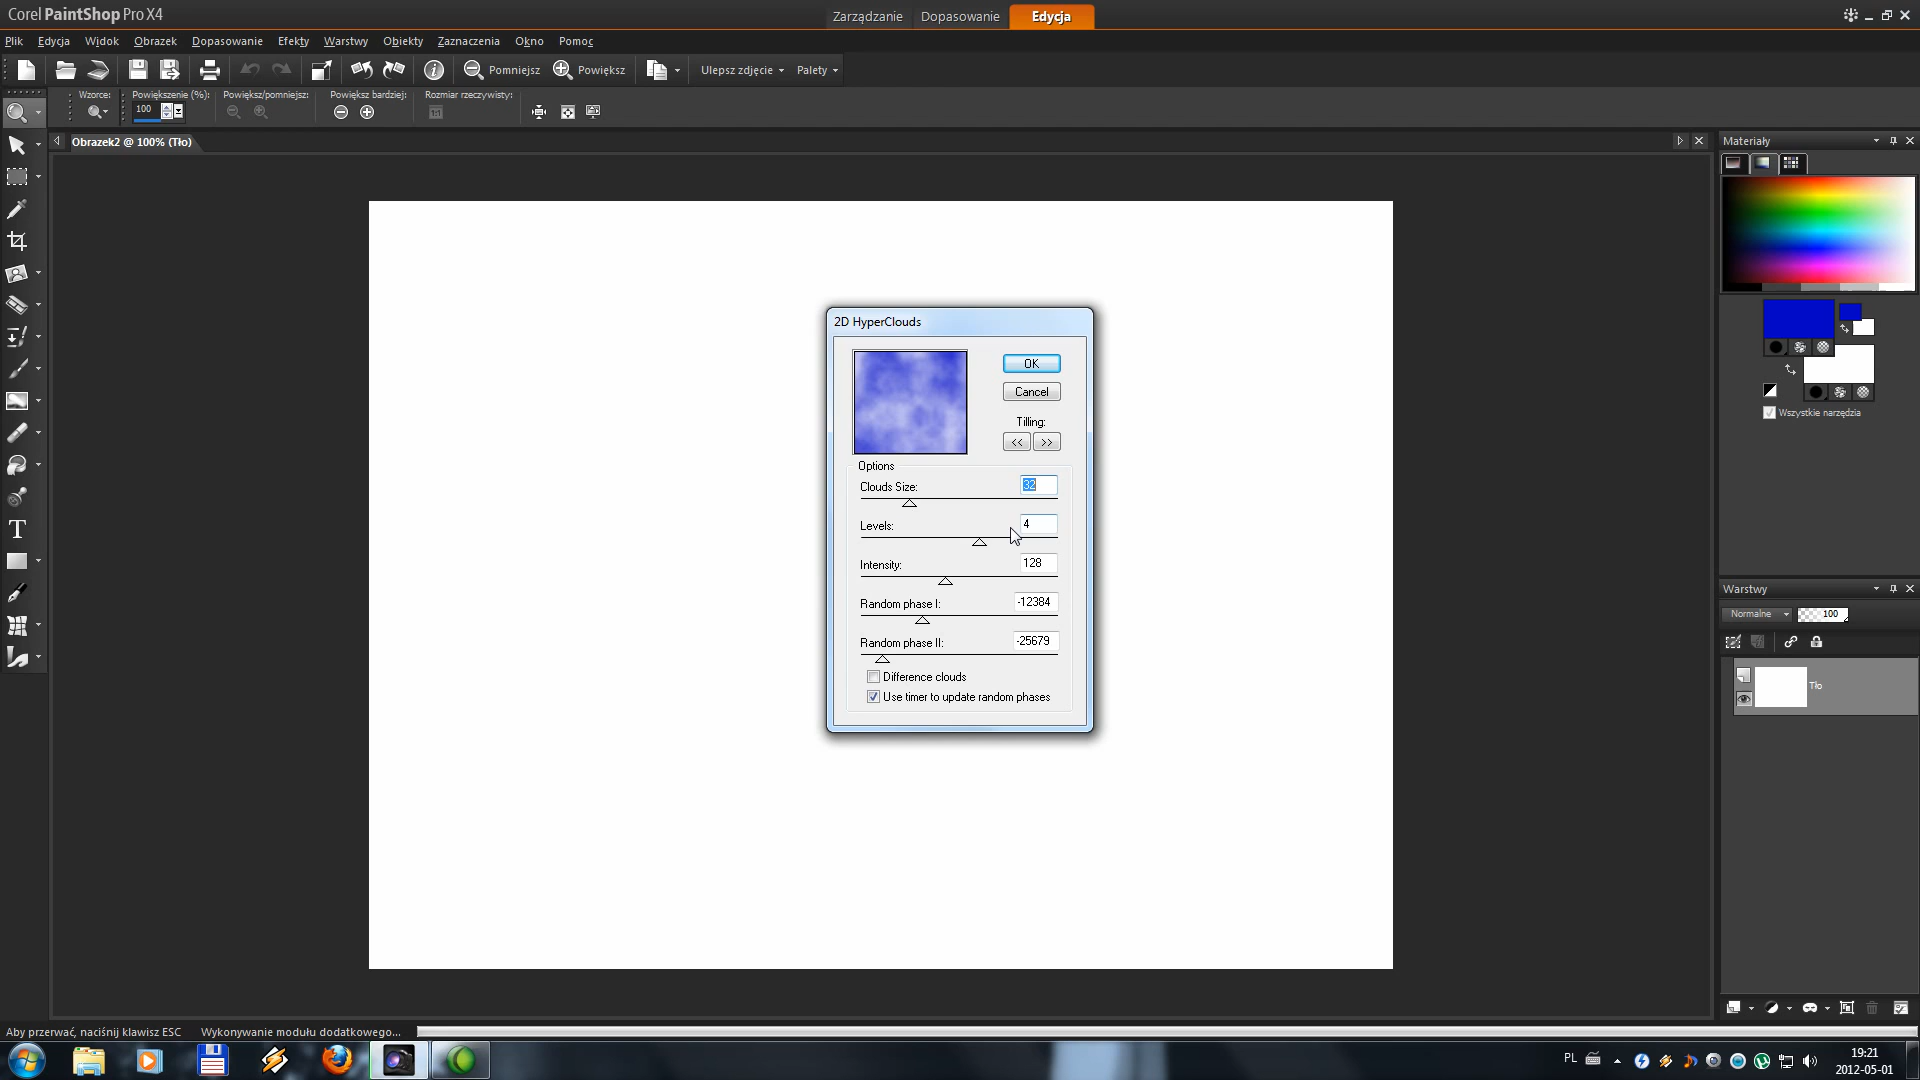 Corel PaintShop Pro X4
Zarządzanie Dopasowanie Edycja
Plik Edycja Widok Obrazek Dopasowanie Efekty Warstwy Obiekty Zaznaczenia Okno Pomoc
Pomniejsz Powiększ Ulepsz zdjęcie Palety
Wzorce: Powiększenie (%): Powiększ/pomniejsz: Powiększ bardziej: Rozmiar rzeczywisty:
100
Obrazek2 @ 100% (Tło)
Materiały
Wszystkie narzędzia
2D HyperClouds
OK
Cancel
Tilling:
<< >>
Options
Clouds Size: 32
Levels: 4
Intensity: 128
Random phase I: -12384
Random phase II: -25679
Difference clouds
Use timer to update random phases
Warstwy
Normalne 100
Tło
Aby przerwać, naciśnij klawisz ESC Wykonywanie modułu dodatkowego...
PL
19:21
2012-05-01